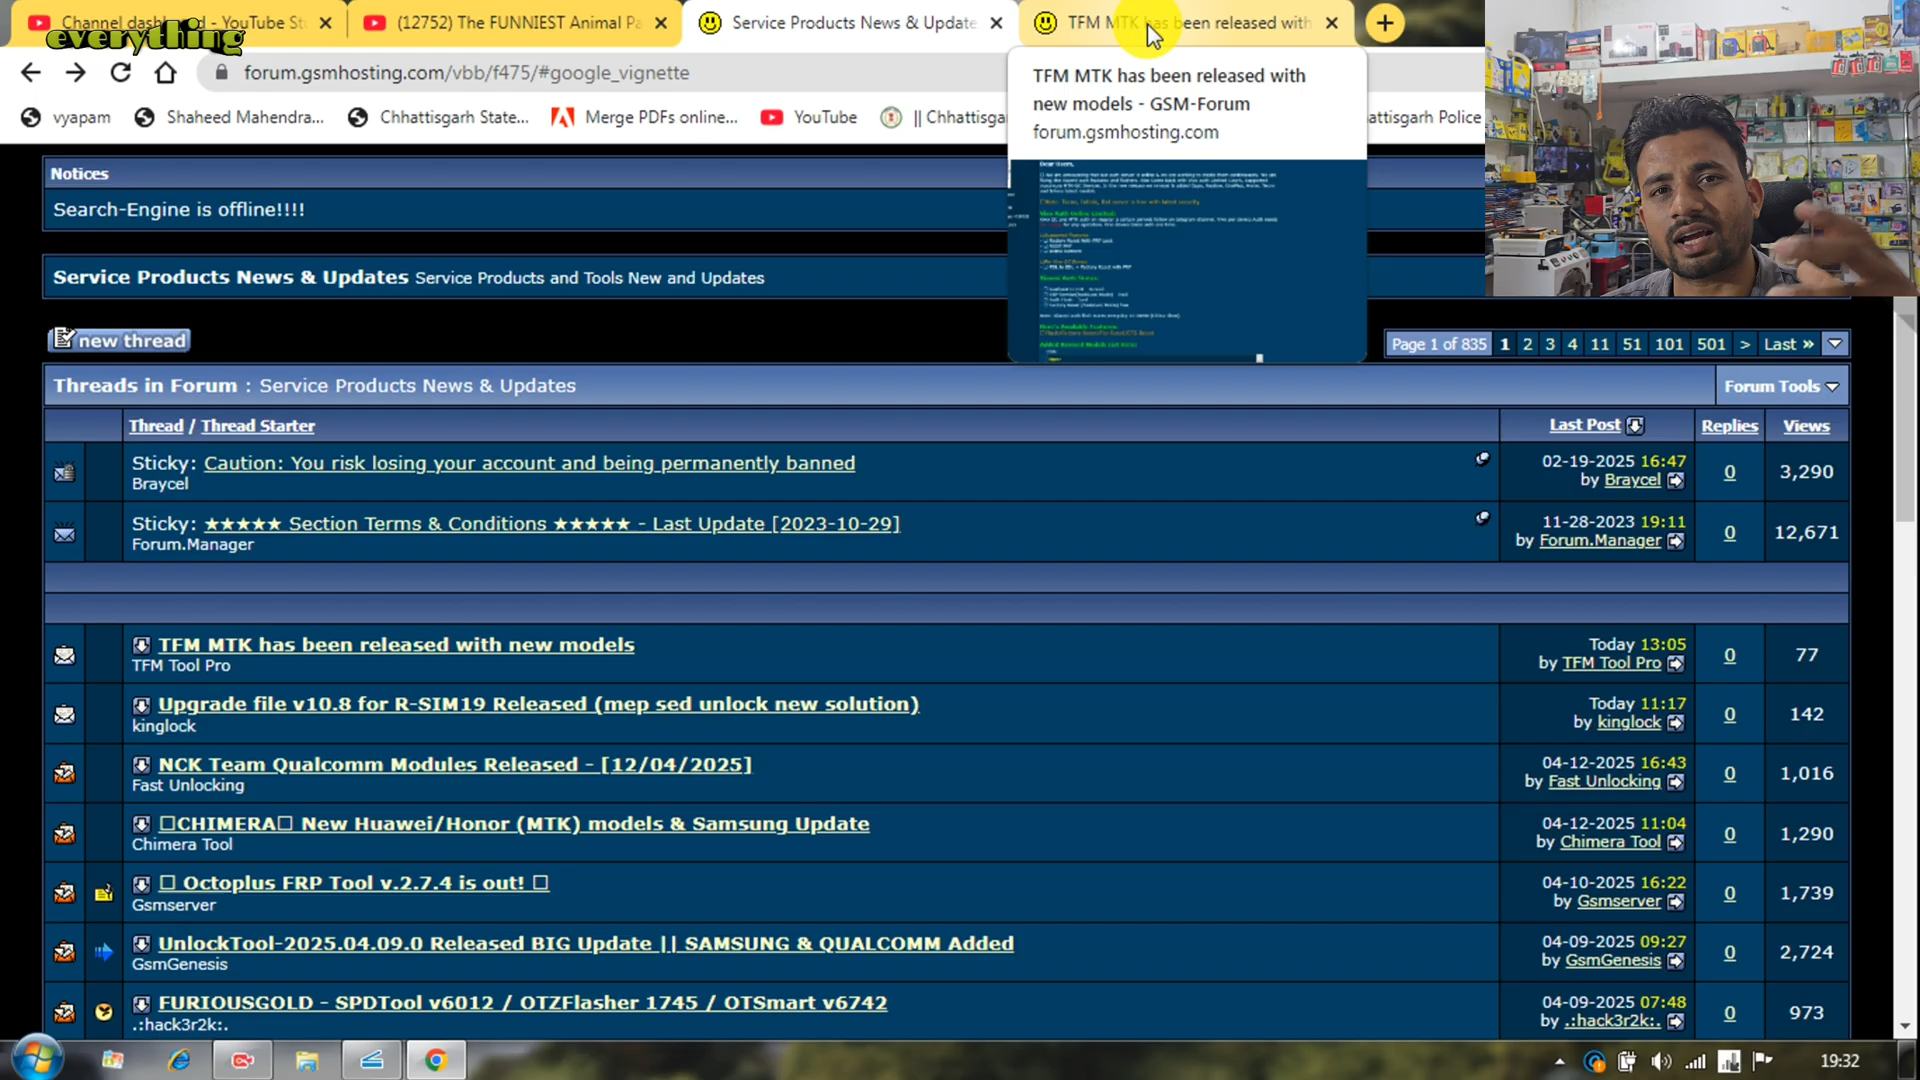 Channel dashboard - YouTube St
(12752) The FUNNIEST Animal Pa
Service Products News & Update
TFM MTK has been released with
everything
forum.gsmhosting.com/vbb/f475/#google_vignette
TFM MTK has been released with
new models - GSM-Forum
forum.gsmhosting.com
vyapam
Shaheed Mahendra...
Chhattisgarh State...
Merge PDFs online...
YouTube
|| Chhattisga
hattisgarh Police
Notices
Search-Engine is offline!!!!
Service Products News & Updates Service Products and Tools New and Updates
Dear Users,
new thread
Page 1 of 835 1 2 3 4 11 51 101 501 > Last »
Threads in Forum : Service Products News & Updates
Forum Tools
Thread / Thread Starter
Last Post
Replies
Views
Sticky: Caution: You risk losing your account and being permanently banned
Braycel
02-19-2025 16:47
by Braycel
0
3,290
Sticky: ★★★★★ Section Terms & Conditions ★★★★★ - Last Update [2023-10-29]
Forum.Manager
11-28-2023 19:11
by Forum.Manager
0
12,671
TFM MTK has been released with new models
TFM Tool Pro
Today 13:05
by TFM Tool Pro
0
77
Upgrade file v10.8 for R-SIM19 Released (mep sed unlock new solution)
kinglock
Today 11:17
by kinglock
0
142
NCK Team Qualcomm Modules Released - [12/04/2025]
Fast Unlocking
04-12-2025 16:43
by Fast Unlocking
0
1,016
□CHIMERA□ New Huawei/Honor (MTK) models & Samsung Update
Chimera Tool
04-12-2025 11:04
by Chimera Tool
0
1,290
□ Octoplus FRP Tool v.2.7.4 is out! □
Gsmserver
04-10-2025 16:22
by Gsmserver
0
1,739
UnlockTool-2025.04.09.0 Released BIG Update || SAMSUNG & QUALCOMM Added
GsmGenesis
04-09-2025 09:27
by GsmGenesis
0
2,724
FURIOUSGOLD - SPDTool v6012 / OTZFlasher 1745 / OTSmart v6742
.:hack3r2k:.
04-09-2025 07:48
by .:hack3r2k:.
0
973
19:32